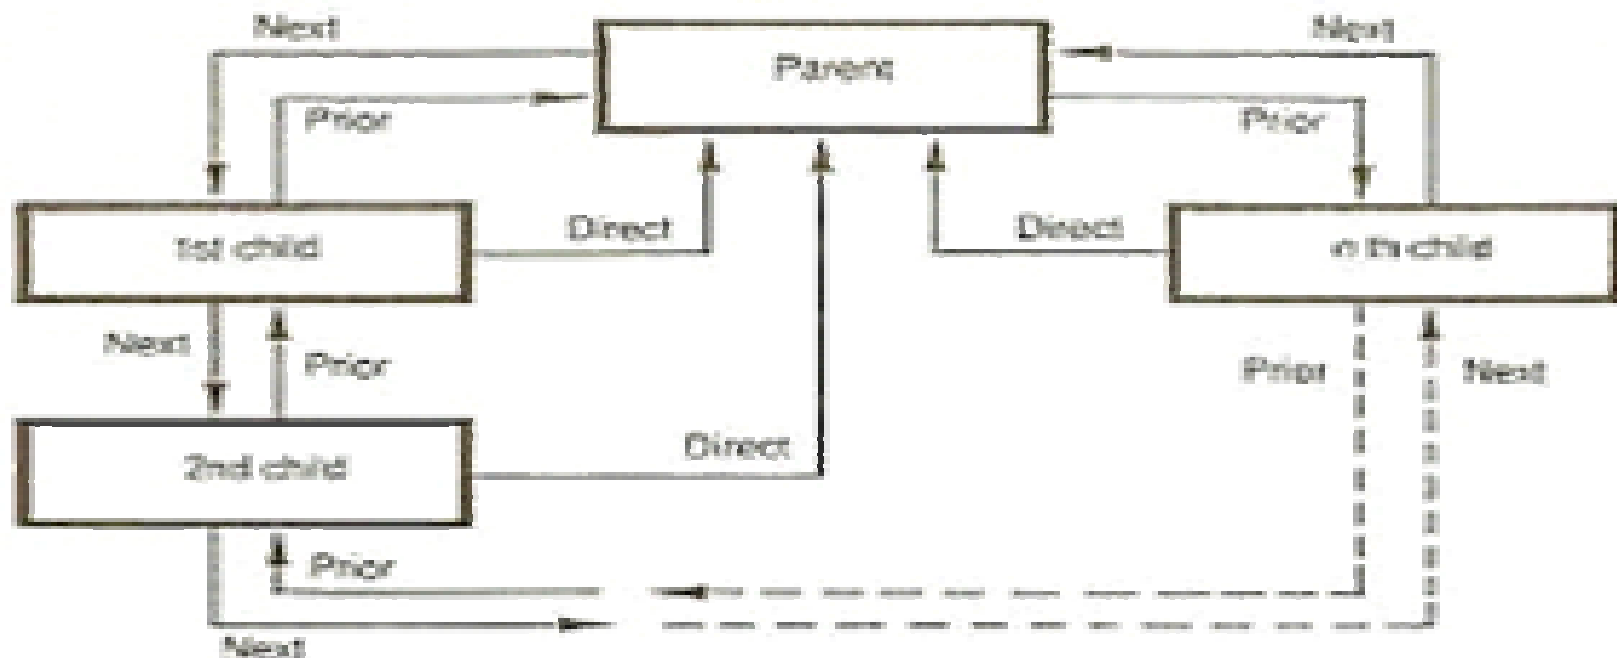 Next
Next
Parent
Prior
Prior
Direct
Direct
1st child
n th child
Next
Prior
Prior
Next
Direct
2nd child
Prior
Next